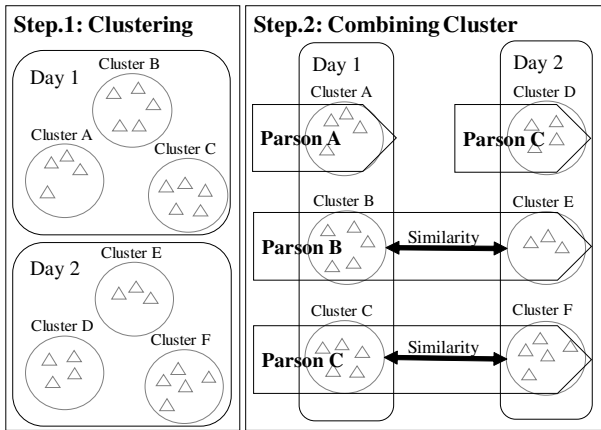 Step.1: Clustering
Day 1
Cluster B
Cluster A
Cluster C
Day 2
Cluster E
Cluster D
Cluster F
Step.2: Combining Cluster
Day 1
Day 2
Cluster A
Cluster D
Parson A
Parson C
Cluster B
Cluster E
Parson B
Similarity
Cluster C
Cluster F
Parson C
Similarity